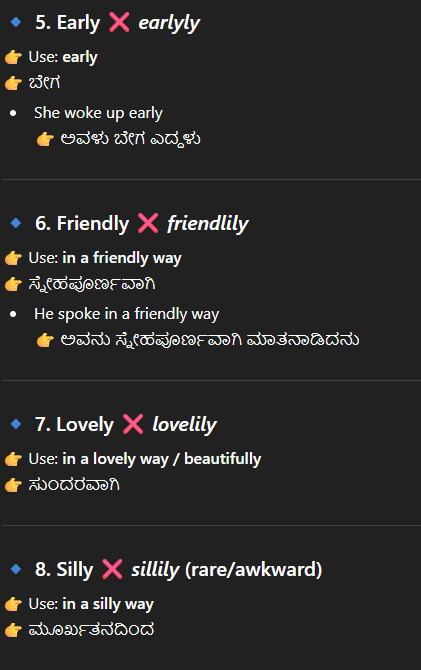 🔹 5. Early ❌ earlyly
👉 Use: early
👉 ಬೇಗ
• She woke up early
👉 ಅವಳು ಬೇಗ ಎದ್ದಳು
🔹 6. Friendly ❌ friendlily
👉 Use: in a friendly way
👉 ಸ್ನೇಹಪೂರ್ಣವಾಗಿ
• He spoke in a friendly way
👉 ಅವನು ಸ್ನೇಹಪೂರ್ಣವಾಗಿ ಮಾತನಾಡಿದನು
🔹 7. Lovely ❌ lovelily
👉 Use: in a lovely way / beautifully
👉 ಸುಂದರವಾಗಿ
🔹 8. Silly ❌ sillily (rare/awkward)
👉 Use: in a silly way
👉 ಮೂರ್ಖತನದಿಂದ